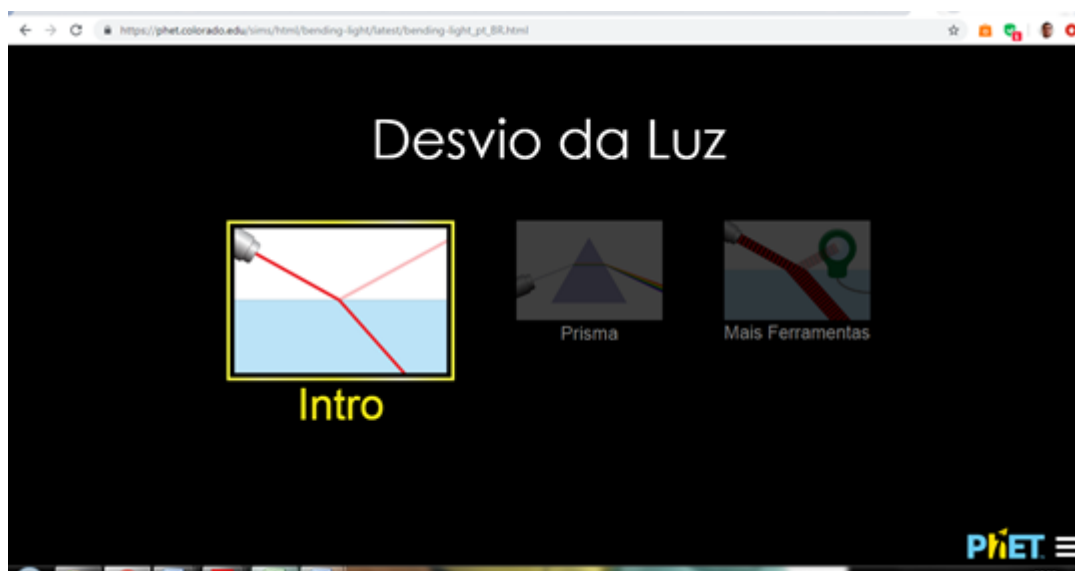 https://phet.colorado.edu/sims/html/bending-light/latest/bending-light_pt_BR.html
Desvio da Luz
Intro
Prisma
Mais Ferramentas
PhET